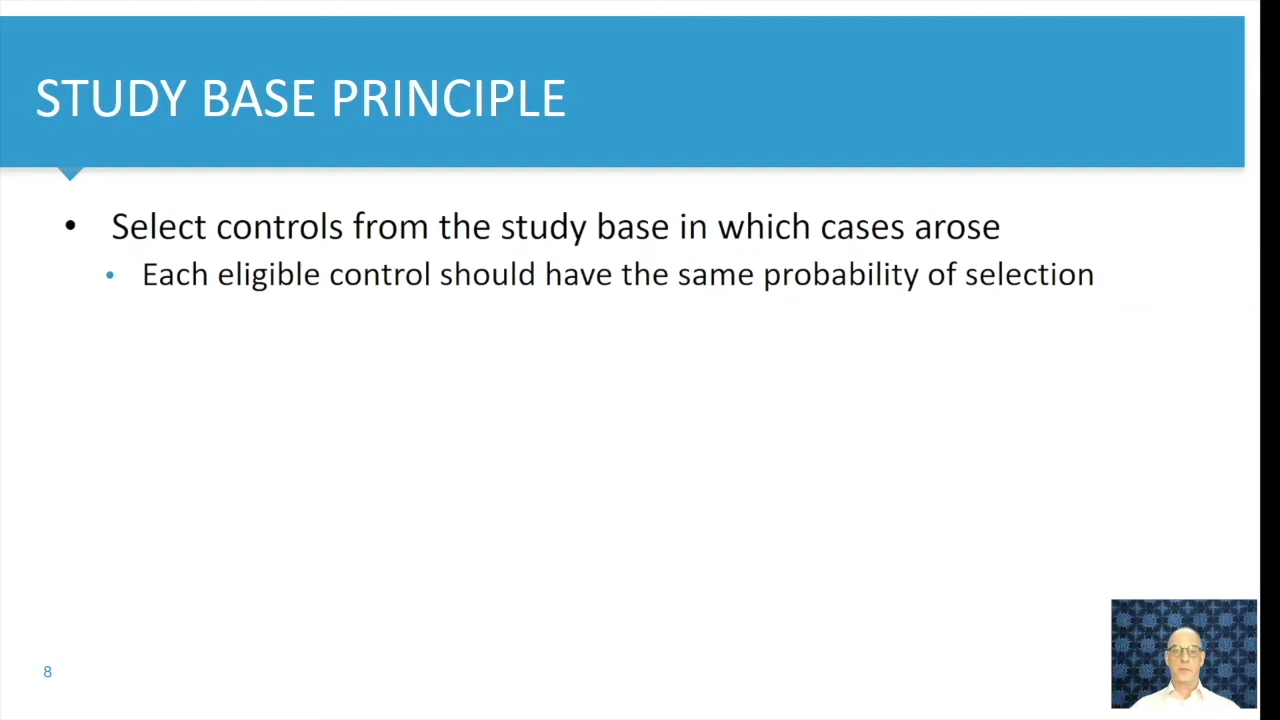 STUDY BASE PRINCIPLE
• Select controls from the study base in which cases arose
• Each eligible control should have the same probability of selection
8